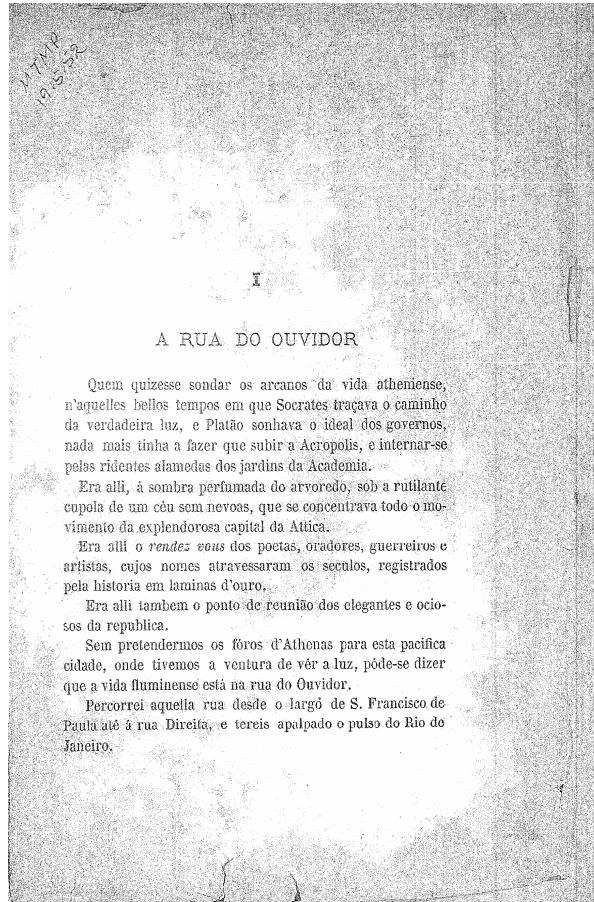 MTMP
19.5.52
I
A RUA DO OUVIDOR
Quem quizesse sondar os arcanos da vida atheniense,
n'aquelles bellos tempos em que Socrates traçava o caminho
da verdadeira luz, e Platão sonhava o ideal dos governos,
nada mais tinha a fazer que subir a Acropolis, e internar-se
pelas ridentes alamedas dos jardins da Academia.
Era alli, á sombra perfumada do arvoredo, sob a rutilante
cupola de um céu sem nevoas, que se concentrava todo o mo-
vimento da explendorosa capital da Attica.
Era alli o rendez vous dos poetas, oradores, guerreiros e
artistas, cujos nomes atravessaram os seculos, registrados
pela historia em laminas d'ouro.
Era alli tambem o ponto de reunião dos elegantes e ocio-
sos da republica.
Sem pretendermos os fóros d'Athenas para esta pacifica
cidade, onde tivemos a ventura de vêr a luz, póde-se dizer
que a vida fluminense está na rua do Ouvidor.
Percorrei aquella rua desde o largo de S. Francisco de
Paula até á rua Direita, e tereis apalpado o pulso do Rio de
Janeiro.